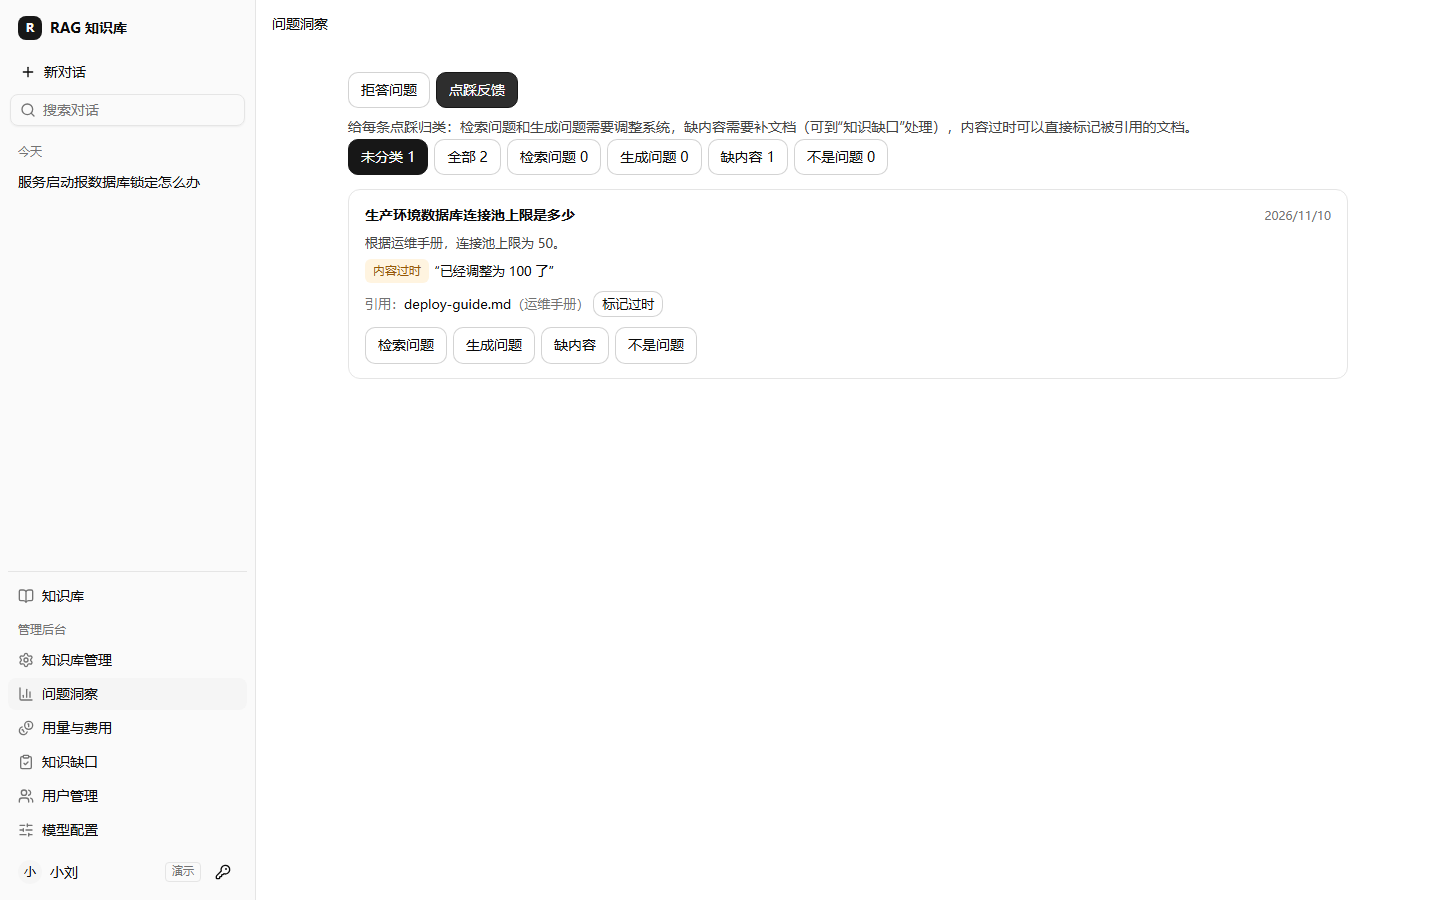 R RAG 知识库
新对话
搜索对话
今天
服务启动报数据库锁定怎么办
知识库
管理后台
知识库管理
问题洞察
用量与费用
知识缺口
用户管理
模型配置
小 小刘 演示
问题洞察
拒答问题 点踩反馈
给每条点踩归类：检索问题和生成问题需要调整系统，缺内容需要补文档（可到“知识缺口”处理），内容过时可以直接标记被引用的文档。
未分类 1 全部 2 检索问题 0 生成问题 0 缺内容 1 不是问题 0
生产环境数据库连接池上限是多少 2026/11/10
根据运维手册，连接池上限为 50。
内容过时 “已经调整为 100 了”
引用：deploy-guide.md（运维手册） 标记过时
检索问题 生成问题 缺内容 不是问题